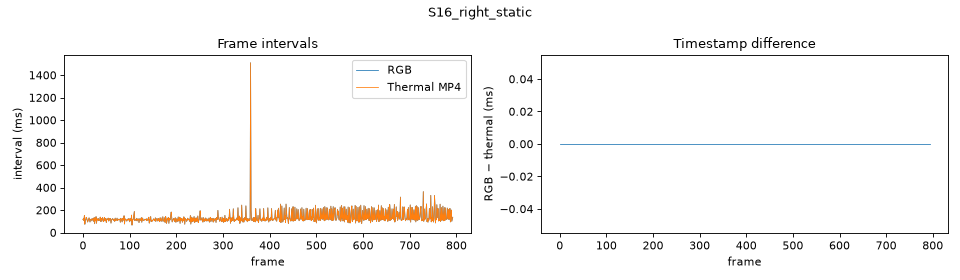 S16_right_static
Frame intervals
interval (ms)
1400
1200
1000
800
600
400
200
0
RGB
Thermal MP4
0 100 200 300 400 500 600 700 800
frame
Timestamp difference
RGB − thermal (ms)
0.04
0.02
0.00
−0.02
−0.04
0 100 200 300 400 500 600 700 800
frame